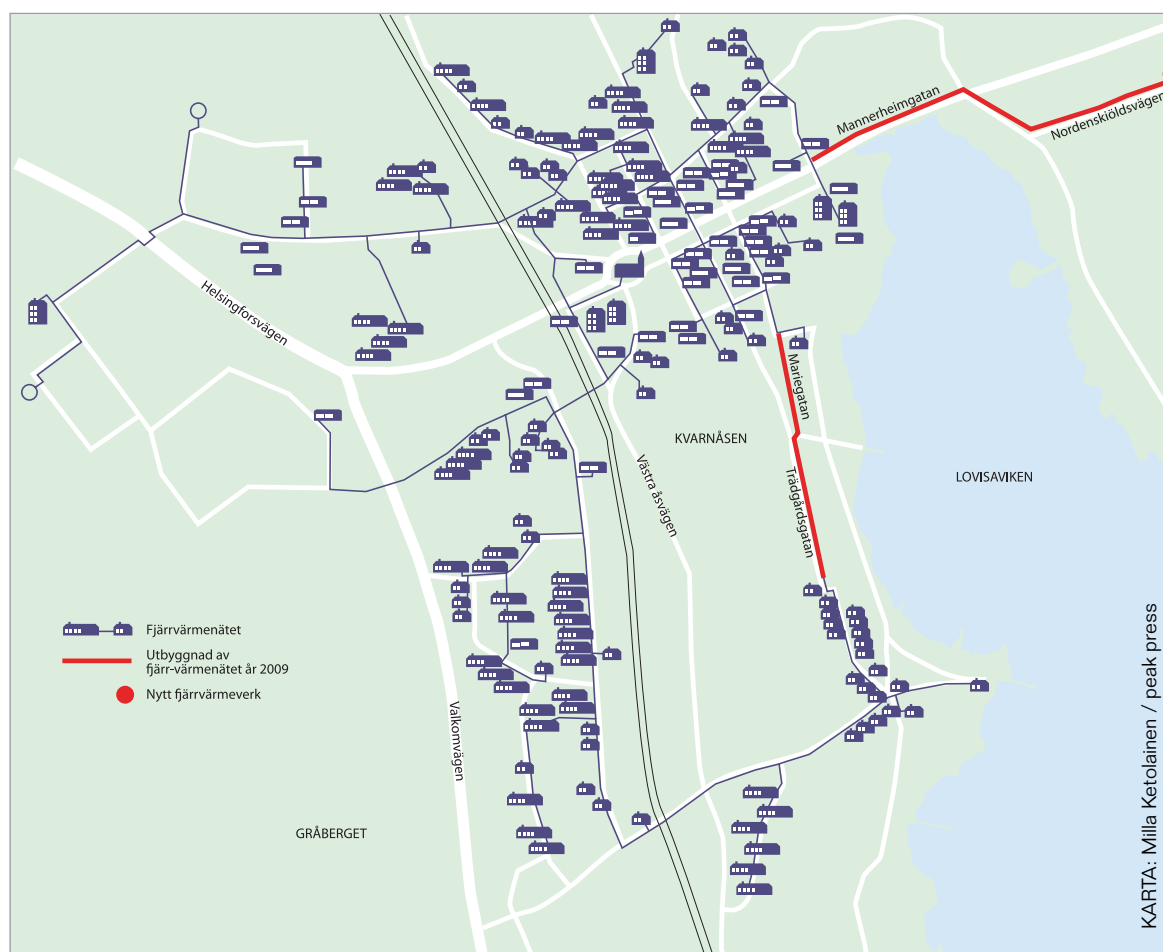 Mannerheimgatan
Nordenskiöldsvägen
Helsingforsvägen
Mariegatan
KVARNÅSEN
Västra åsvägen
Trädgårdsgatan
LOVISAVIKEN
Fjärrvärmenätet
Utbyggnad av
fjärr-värmenätet år 2009
Nytt fjärrvärmeverk
Valkomvägen
GRÅBERGET
KARTA: Milla Ketolainen / peak press